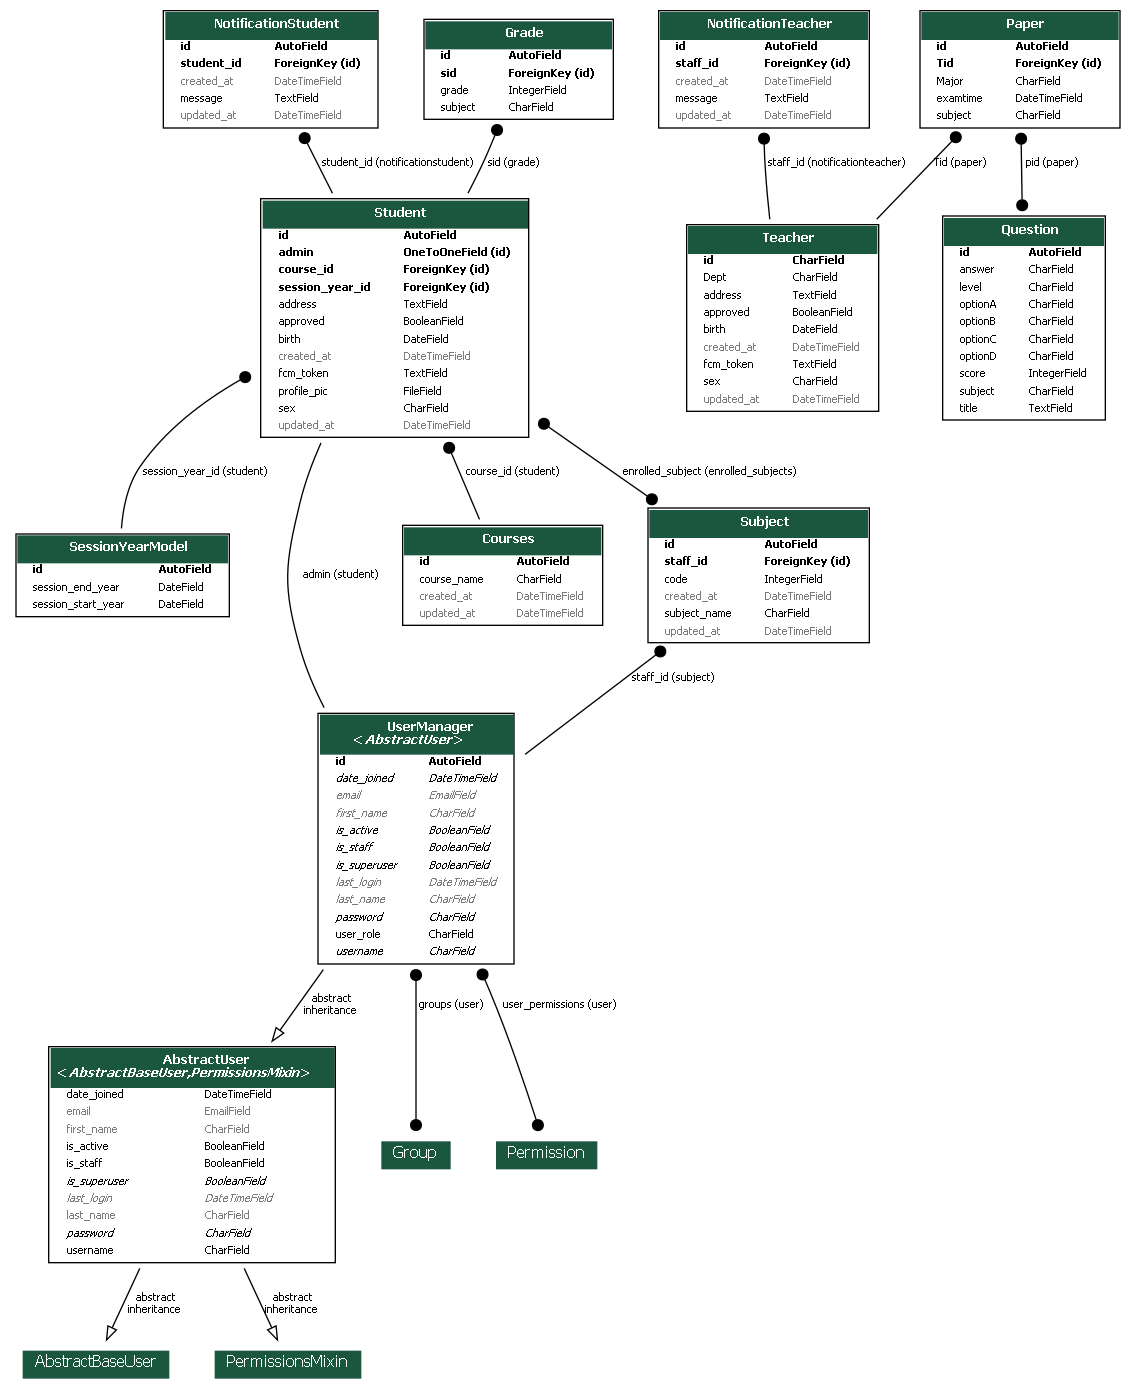 NotificationStudent
id AutoField
student_id ForeignKey (id)
created_at DateTimeField
message TextField
updated_at DateTimeField
Grade
id AutoField
sid ForeignKey (id)
grade IntegerField
subject CharField
NotificationTeacher
id AutoField
staff_id ForeignKey (id)
created_at DateTimeField
message TextField
updated_at DateTimeField
Paper
id AutoField
Tid ForeignKey (id)
Major CharField
examtime DateTimeField
subject CharField
student_id (notificationstudent)
sid (grade)
staff_id (notificationteacher)
Tid (paper)
pid (paper)
Student
id AutoField
admin OneToOneField (id)
course_id ForeignKey (id)
session_year_id ForeignKey (id)
address TextField
approved BooleanField
birth DateField
created_at DateTimeField
fcm_token TextField
profile_pic FileField
sex CharField
updated_at DateTimeField
Teacher
id CharField
Dept CharField
address TextField
approved BooleanField
birth DateField
created_at DateTimeField
fcm_token TextField
sex CharField
updated_at DateTimeField
Question
id AutoField
answer CharField
level CharField
optionA CharField
optionB CharField
optionC CharField
optionD CharField
score IntegerField
subject CharField
title TextField
session_year_id (student)
course_id (student)
enrolled_subject (enrolled_subjects)
SessionYearModel
id AutoField
session_end_year DateField
session_start_year DateField
admin (student)
Courses
id AutoField
course_name CharField
created_at DateTimeField
updated_at DateTimeField
Subject
id AutoField
staff_id ForeignKey (id)
code IntegerField
created_at DateTimeField
subject_name CharField
updated_at DateTimeField
staff_id (subject)
UserManager
<AbstractUser>
id AutoField
date_joined DateTimeField
email EmailField
first_name CharField
is_active BooleanField
is_staff BooleanField
is_superuser BooleanField
last_login DateTimeField
last_name CharField
password CharField
user_role CharField
username CharField
abstract
inheritance
groups (user)
user_permissions (user)
AbstractUser
<AbstractBaseUser,PermissionsMixin>
date_joined DateTimeField
email EmailField
first_name CharField
is_active BooleanField
is_staff BooleanField
is_superuser BooleanField
last_login DateTimeField
last_name CharField
password CharField
username CharField
Group
Permission
abstract
inheritance
abstract
inheritance
AbstractBaseUser
PermissionsMixin